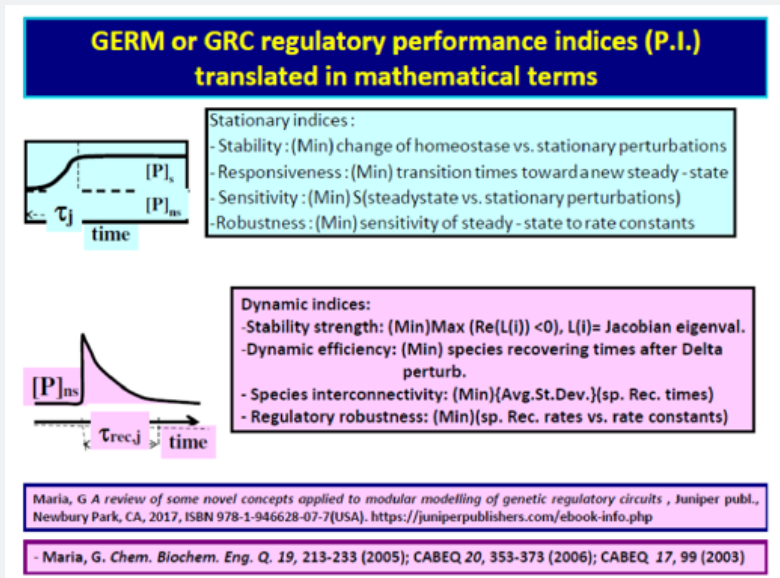 GERM or GRC regulatory performance indices (P.I.)
translated in mathematical terms
[P]s
[P]ns
τj
time
Stationary indices:
- Stability: (Min) change of homeostase vs. stationary perturbations
- Responsiveness: (Min) transition times toward a new steady-state
- Sensitivity: (Min) S(steadystate vs. stationary perturbations)
- Robustness: (Min) sensitivity of steady-state to rate constants
[P]ns
τrec,j
time
Dynamic indices:
-Stability strength: (Min)Max (Re(L(i)) <0), L(i)= Jacobian eigenval.
-Dynamic efficiency: (Min) species recovering times after Delta
perturb.
- Species interconnectivity: (Min){Avg.St.Dev.}(sp. Rec. times)
- Regulatory robustness: (Min)(sp. Rec. rates vs. rate constants)
Maria, G A review of some novel concepts applied to modular modelling of genetic regulatory circuits , Juniper publ.,
Newbury Park, CA, 2017, ISBN 978-1-946628-07-7(USA). https://juniperpublishers.com/ebook-info.php
- Maria, G. Chem. Biochem. Eng. Q. 19, 213-233 (2005); CABEQ 20, 353-373 (2006); CABEQ 17, 99 (2003)